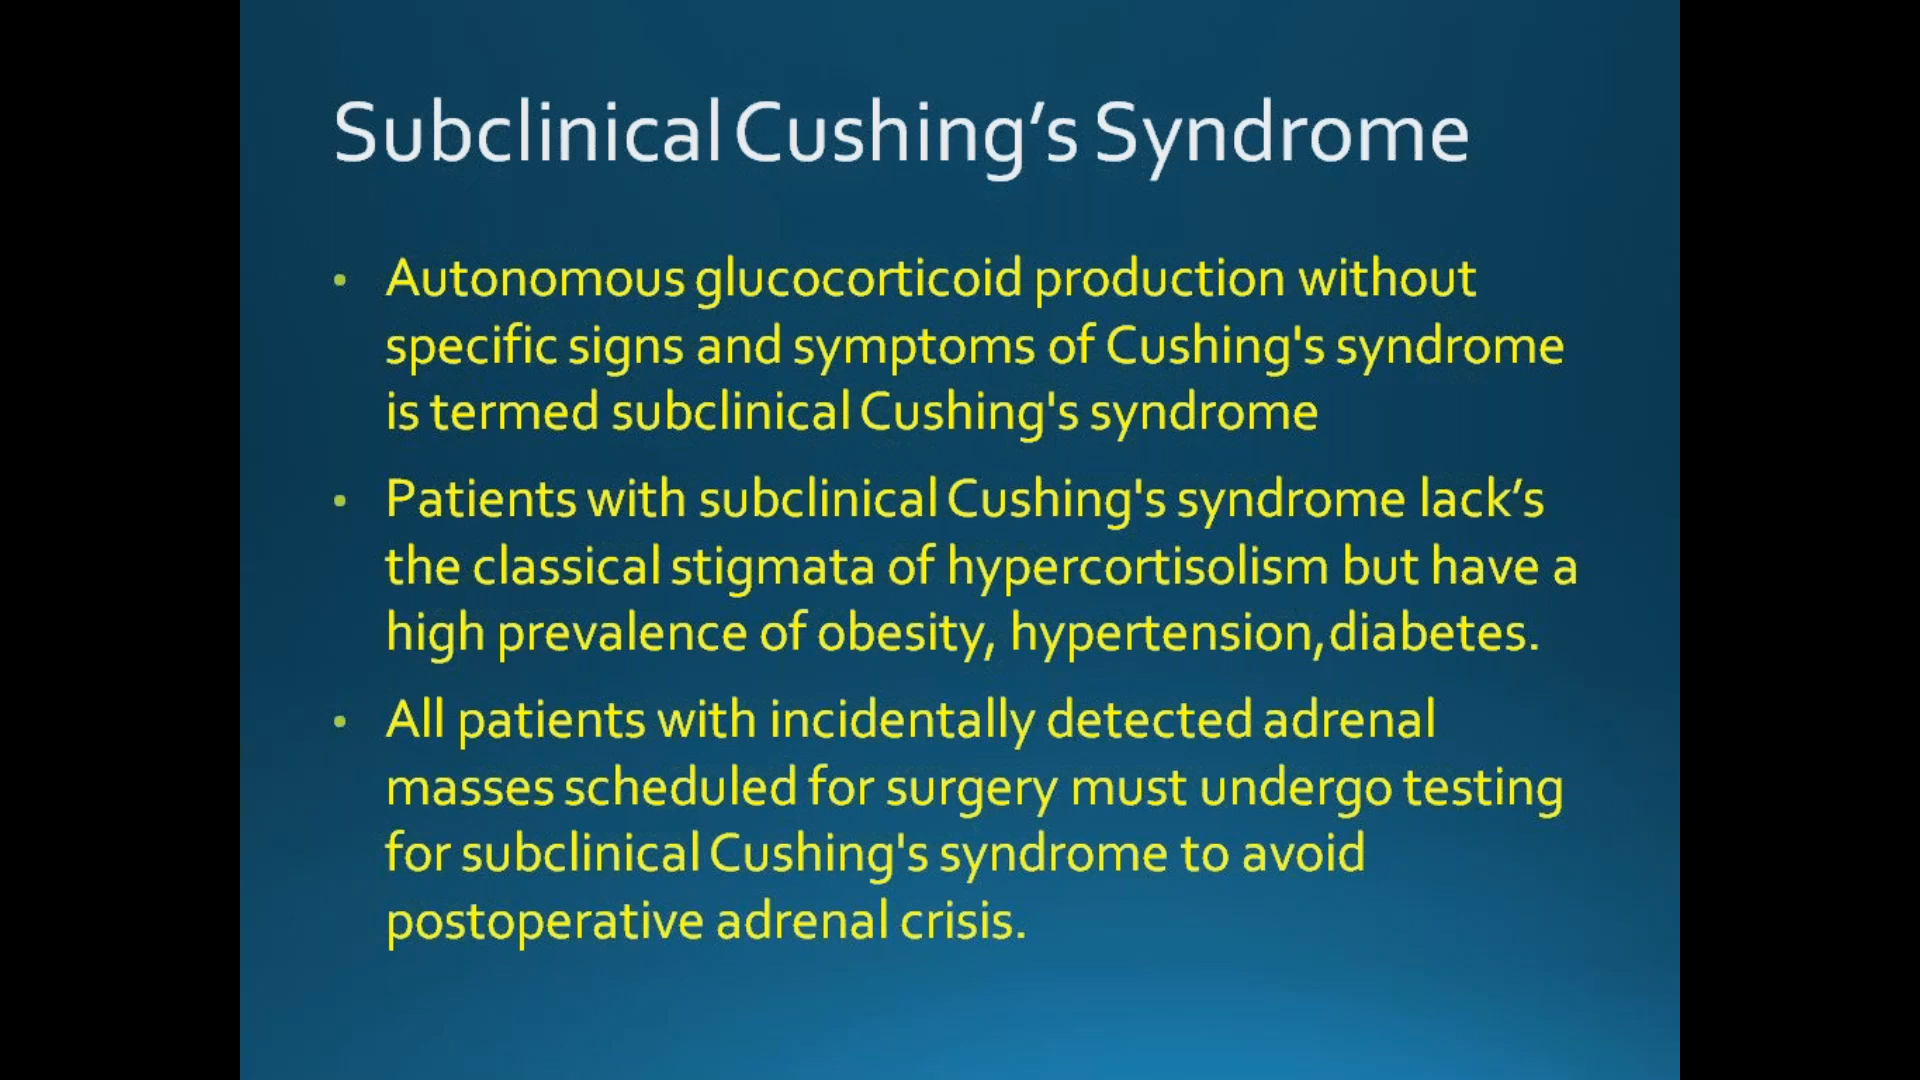 Subclinical Cushing’s Syndrome
• Autonomous glucocorticoid production without
specific signs and symptoms of Cushing's syndrome
is termed subclinical Cushing's syndrome
• Patients with subclinical Cushing's syndrome lack’s
the classical stigmata of hypercortisolism but have a
high prevalence of obesity, hypertension,diabetes.
• All patients with incidentally detected adrenal
masses scheduled for surgery must undergo testing
for subclinical Cushing's syndrome to avoid
postoperative adrenal crisis.